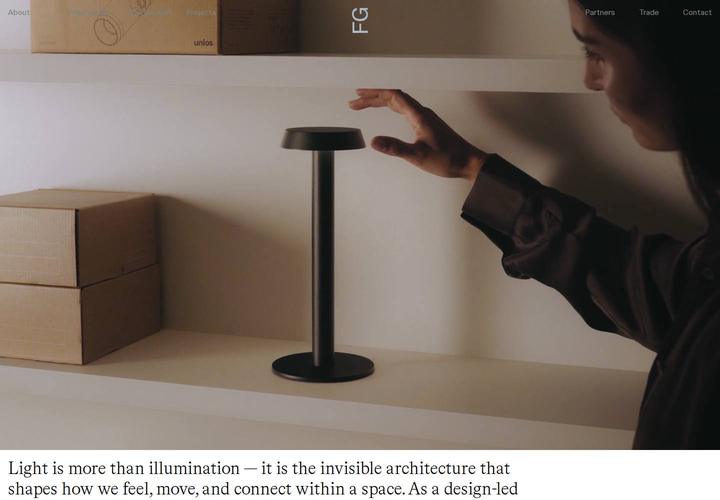 About
Projects
FG
Partners
Trade
Contact
unios
Light is more than illumination — it is the invisible architecture that
shapes how we feel, move, and connect within a space. As a design-led